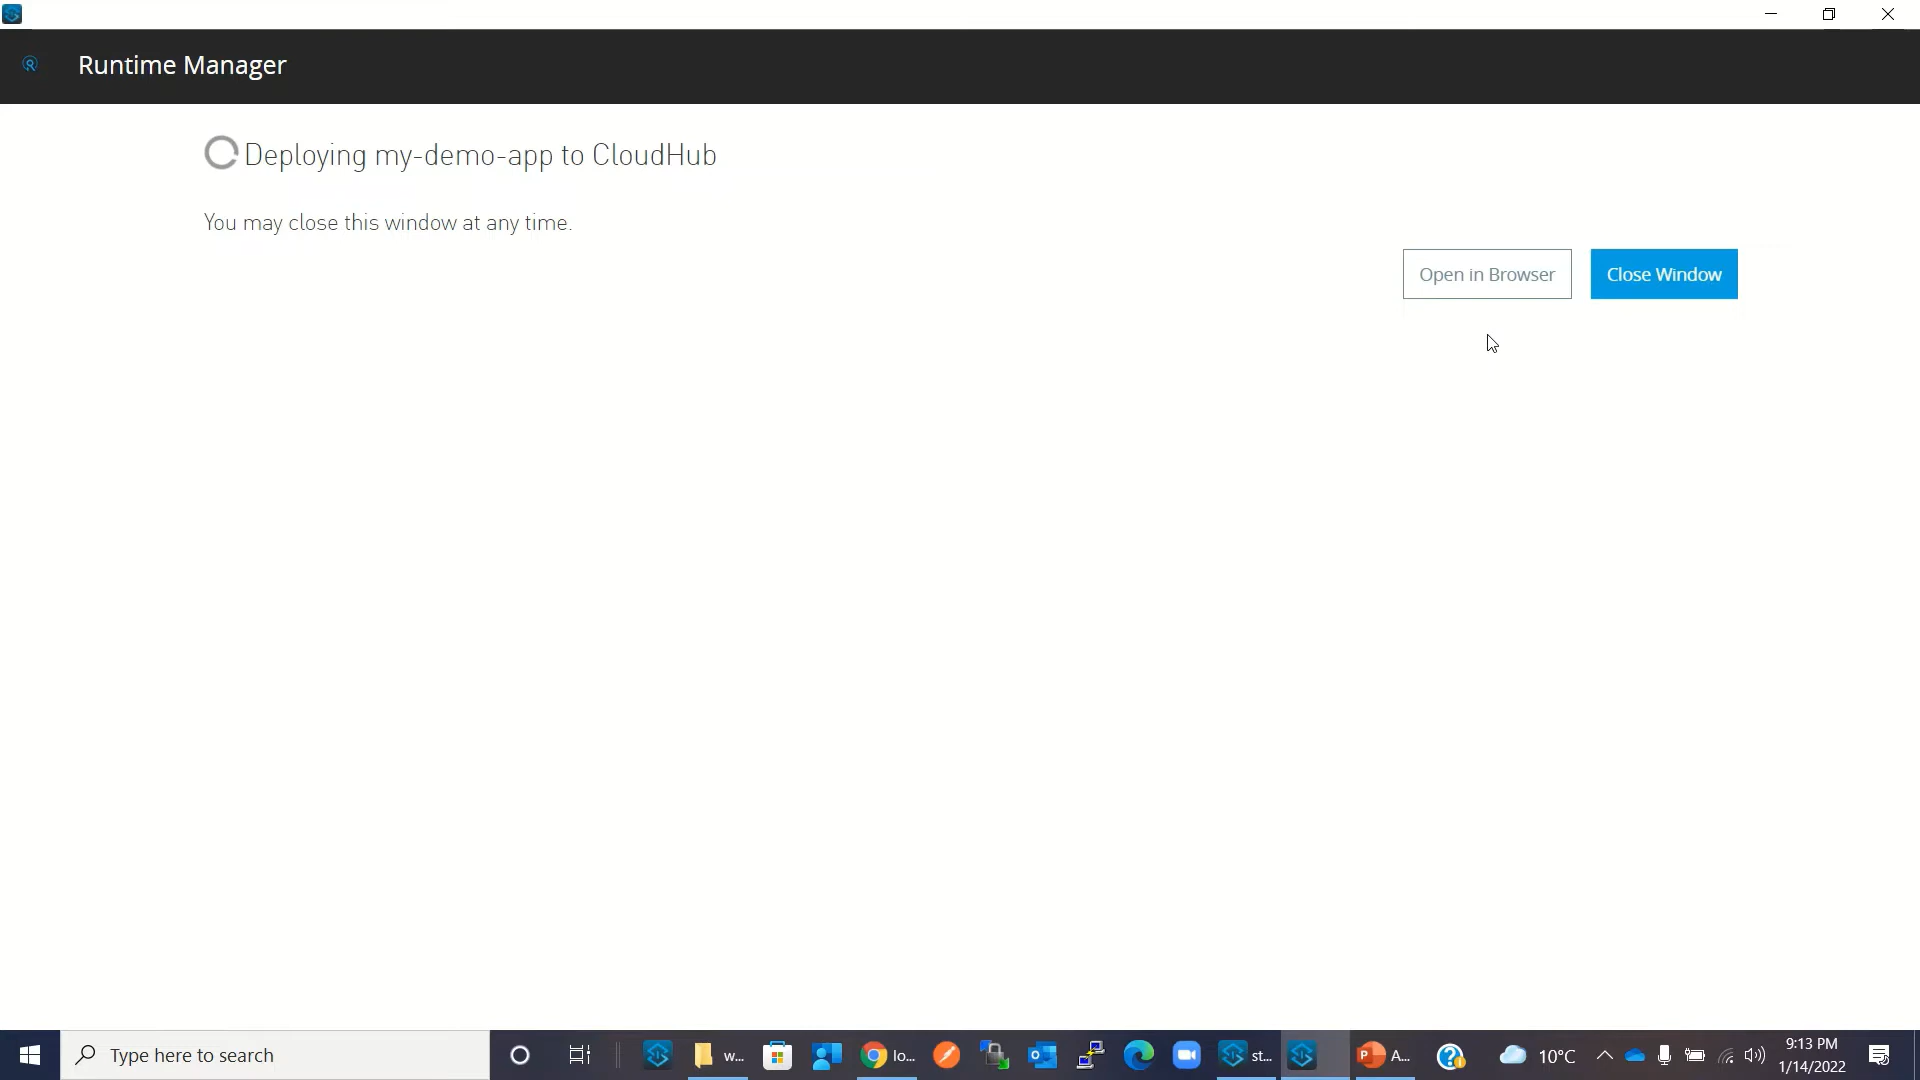 Runtime Manager
Deploying my-demo-app to CloudHub
You may close this window at any time.
Open in Browser
Close Window
Type here to search
w...
lo...
st...
A...
10°C
9:13 PM
1/14/2022